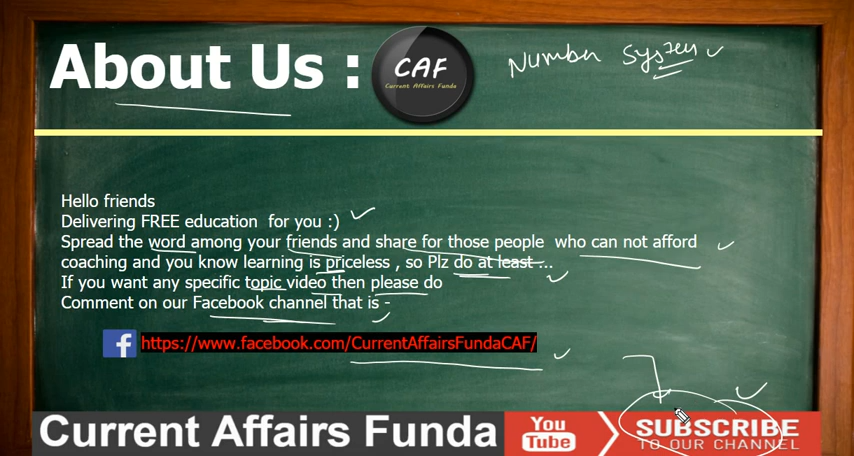 About Us :
CAF
Current Affairs Funda
Number System
Hello friends
Delivering FREE education for you :)
Spread the word among your friends and share for those people who can not afford
coaching and you know learning is priceless , so Plz do at least ...
If you want any specific topic video then please do
Comment on our Facebook channel that is -
f https://www.facebook.com/CurrentAffairsFundaCAF/
Current Affairs Funda
You
Tube
SUBSCRIBE
TO OUR CHANNEL